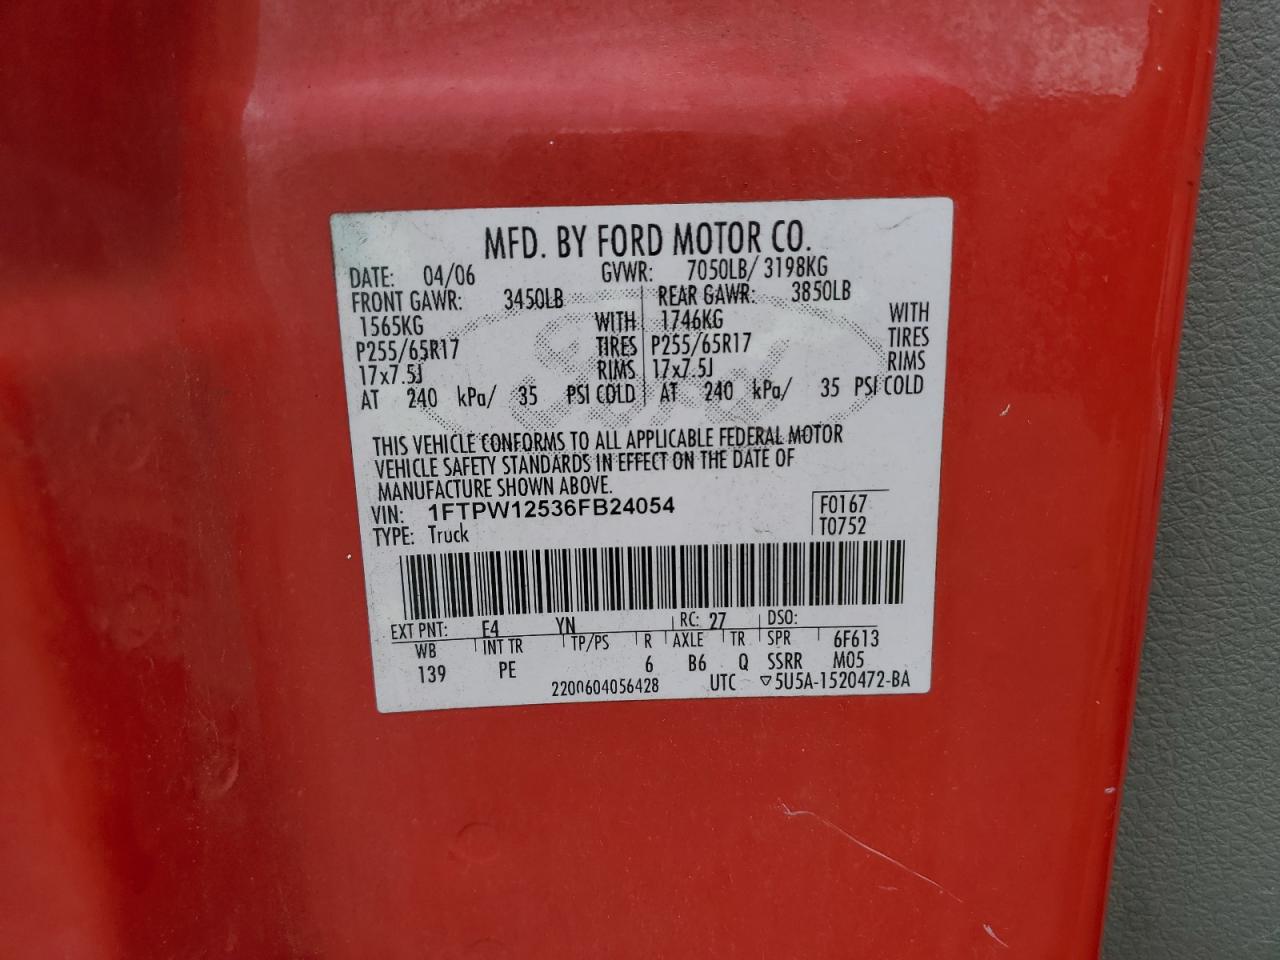 MFD. BY FORD MOTOR CO.
DATE: 04/06 GVWR: 7050LB/ 3198KG
FRONT GAWR: 3450LB REAR GAWR: 3850LB
1565KG WITH 1746KG WITH
P255/65R17 TIRES P255/65R17 TIRES
17x7.5J RIMS 17x7.5J RIMS
AT 240 kPa/ 35 PSI COLD AT 240 kPa/ 35 PSI COLD
THIS VEHICLE CONFORMS TO ALL APPLICABLE FEDERAL MOTOR
VEHICLE SAFETY STANDARDS IN EFFECT ON THE DATE OF
MANUFACTURE SHOWN ABOVE.
VIN: 1FTPW12536FB24054 F0167
TYPE: Truck T0752
EXT PNT: E4 YN RC: 27 DSO:
WB INT TR TP/PS R AXLE TR SPR 6F613
139 PE 6 B6 Q SSRR M05
2200604056428 UTC ▽5U5A-1520472-BA